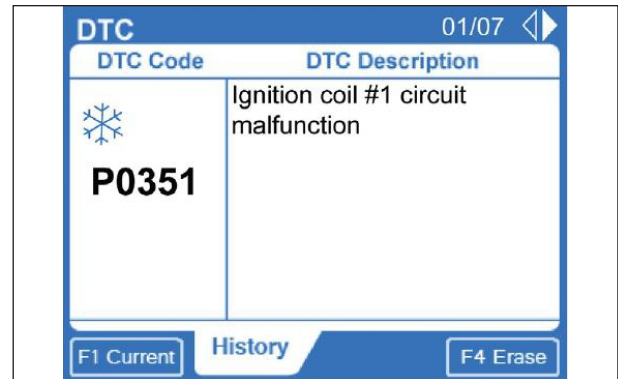 DTC 01/07
DTC Code DTC Description
Ignition coil #1 circuit
malfunction
P0351
F1 Current History F4 Erase